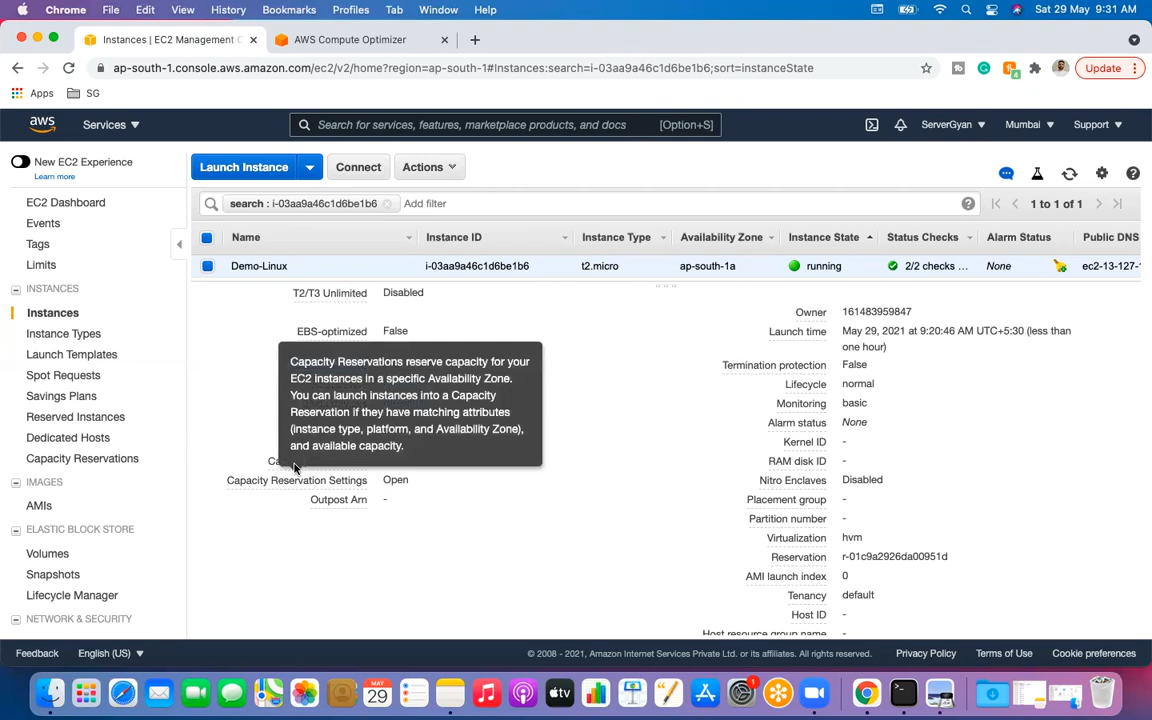 Chrome File Edit View History Bookmarks Profiles Tab Window Help Sat 29 May 9:31 AM
Instances | EC2 Management C AWS Compute Optimizer
ap-south-1.console.aws.amazon.com/ec2/v2/home?region=ap-south-1#Instances:search=i-03aa9a46c1d6be1b6;sort=instanceState Update
Apps SG
aws Services Search for services, features, marketplace products, and docs [Option+S] ServerGyan Mumbai Support
New EC2 Experience
Learn more
Launch Instance Connect Actions
search : i-03aa9a46c1d6be1b6 Add filter 1 to 1 of 1
Name Instance ID Instance Type Availability Zone Instance State Status Checks Alarm Status Public DNS
Demo-Linux i-03aa9a46c1d6be1b6 t2.micro ap-south-1a running 2/2 checks ... None ec2-13-127-
EC2 Dashboard
Events
Tags
Limits
INSTANCES
Instances
Instance Types
Launch Templates
Spot Requests
Savings Plans
Reserved Instances
Dedicated Hosts
Capacity Reservations
IMAGES
AMIs
ELASTIC BLOCK STORE
Volumes
Snapshots
Lifecycle Manager
NETWORK & SECURITY
T2/T3 Unlimited Disabled
EBS-optimized False
Capacity Reservations reserve capacity for your
EC2 instances in a specific Availability Zone.
You can launch instances into a Capacity
Reservation if they have matching attributes
(instance type, platform, and Availability Zone),
and available capacity.
Capacity Reservation Settings Open
Outpost Arn -
Owner 161483959847
Launch time May 29, 2021 at 9:20:46 AM UTC+5:30 (less than
one hour)
Termination protection False
Lifecycle normal
Monitoring basic
Alarm status None
Kernel ID -
RAM disk ID -
Nitro Enclaves Disabled
Placement group -
Partition number -
Virtualization hvm
Reservation r-01c9a2926da00951d
AMI launch index 0
Tenancy default
Host ID -
Host resource group name -
Feedback English (US) © 2008 - 2021, Amazon Internet Services Private Ltd. or its affiliates. All rights reserved. Privacy Policy Terms of Use Cookie preferences
MAY
29
tv
1